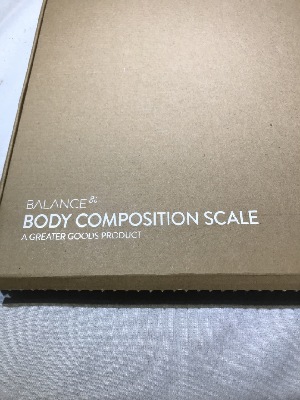 BALANCE
BODY COMPOSITION SCALE
A GREATER GOODS PRODUCT